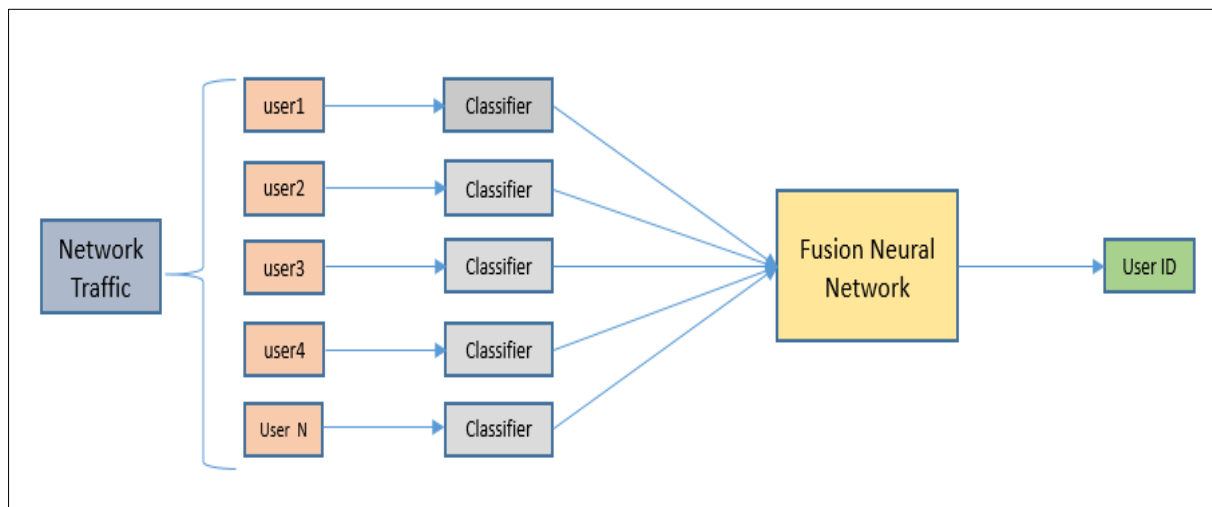 Network
Traffic
user1
Classifier
user2
Classifier
user3
Classifier
user4
Classifier
User N
Classifier
Fusion Neural
Network
User ID